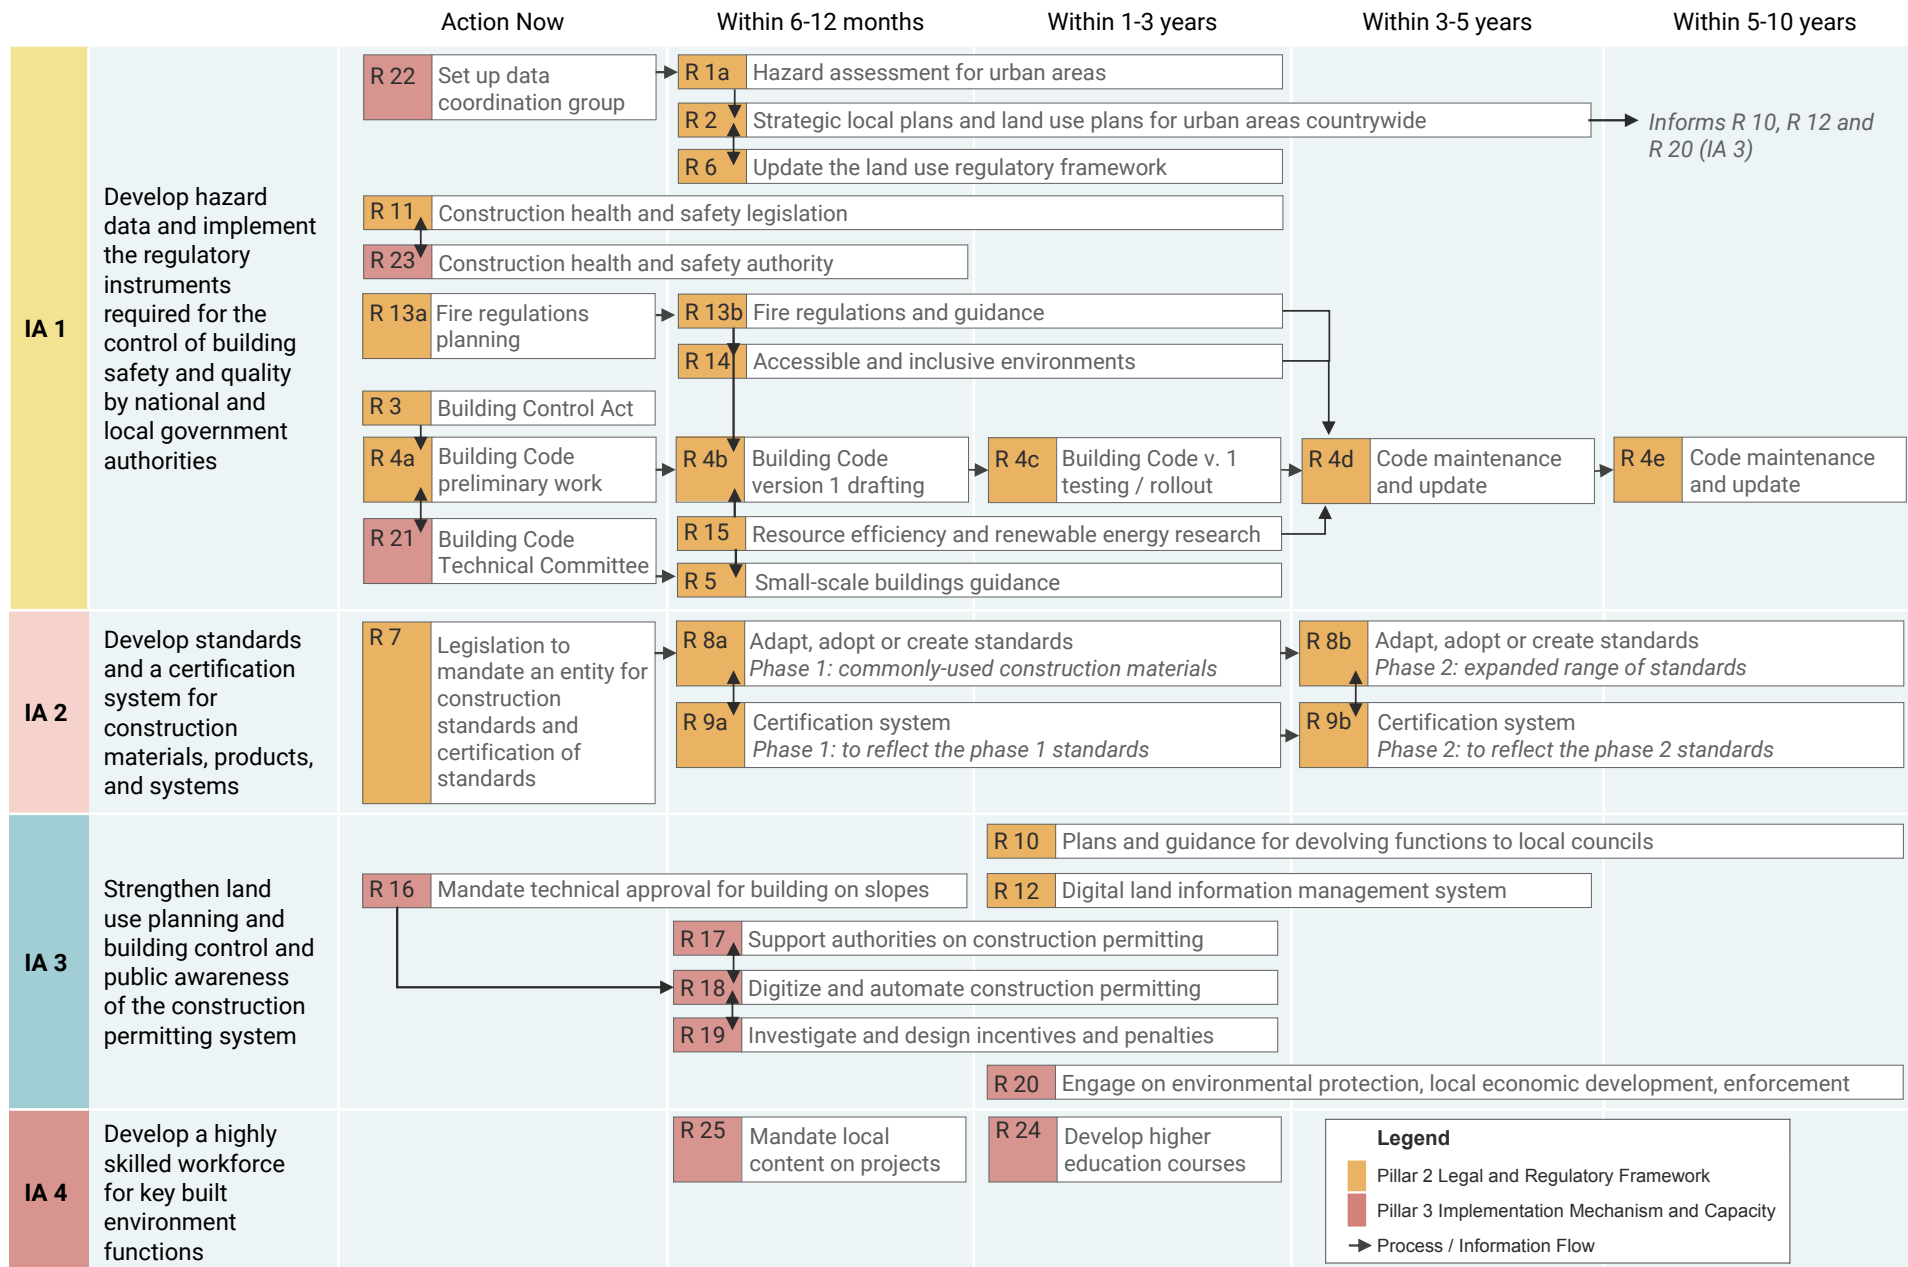 Action Now
Within 6-12 months
Within 1-3 years
Within 3-5 years
Within 5-10 years
IA 1
Develop hazard
data and implement
the regulatory
instruments
required for the
control of building
safety and quality
by national and
local government
authorities
R 22
Set up data
coordination group
R 1a
Hazard assessment for urban areas
R 2
Strategic local plans and land use plans for urban areas countrywide
Informs R 10, R 12 and
R 20 (IA 3)
R 6
Update the land use regulatory framework
R 11
Construction health and safety legislation
R 23
Construction health and safety authority
R 13a
Fire regulations
planning
R 13b
Fire regulations and guidance
R 14
Accessible and inclusive environments
R 3
Building Control Act
R 4a
Building Code
preliminary work
R 4b
Building Code
version 1 drafting
R 4c
Building Code v. 1
testing / rollout
R 4d
Code maintenance
and update
R 4e
Code maintenance
and update
R 21
Building Code
Technical Committee
R 15
Resource efficiency and renewable energy research
R 5
Small-scale buildings guidance
IA 2
Develop standards
and a certification
system for
construction
materials, products,
and systems
R 7
Legislation to
mandate an entity for
construction
standards and
certification of
standards
R 8a
Adapt, adopt or create standards
Phase 1: commonly-used construction materials
R 8b
Adapt, adopt or create standards
Phase 2: expanded range of standards
R 9a
Certification system
Phase 1: to reflect the phase 1 standards
R 9b
Certification system
Phase 2: to reflect the phase 2 standards
IA 3
Strengthen land
use planning and
building control and
public awareness
of the construction
permitting system
R 10
Plans and guidance for devolving functions to local councils
R 16
Mandate technical approval for building on slopes
R 12
Digital land information management system
R 17
Support authorities on construction permitting
R 18
Digitize and automate construction permitting
R 19
Investigate and design incentives and penalties
R 20
Engage on environmental protection, local economic development, enforcement
IA 4
Develop a highly
skilled workforce
for key built
environment
functions
R 25
Mandate local
content on projects
R 24
Develop higher
education courses
Legend
Pillar 2 Legal and Regulatory Framework
Pillar 3 Implementation Mechanism and Capacity
Process / Information Flow